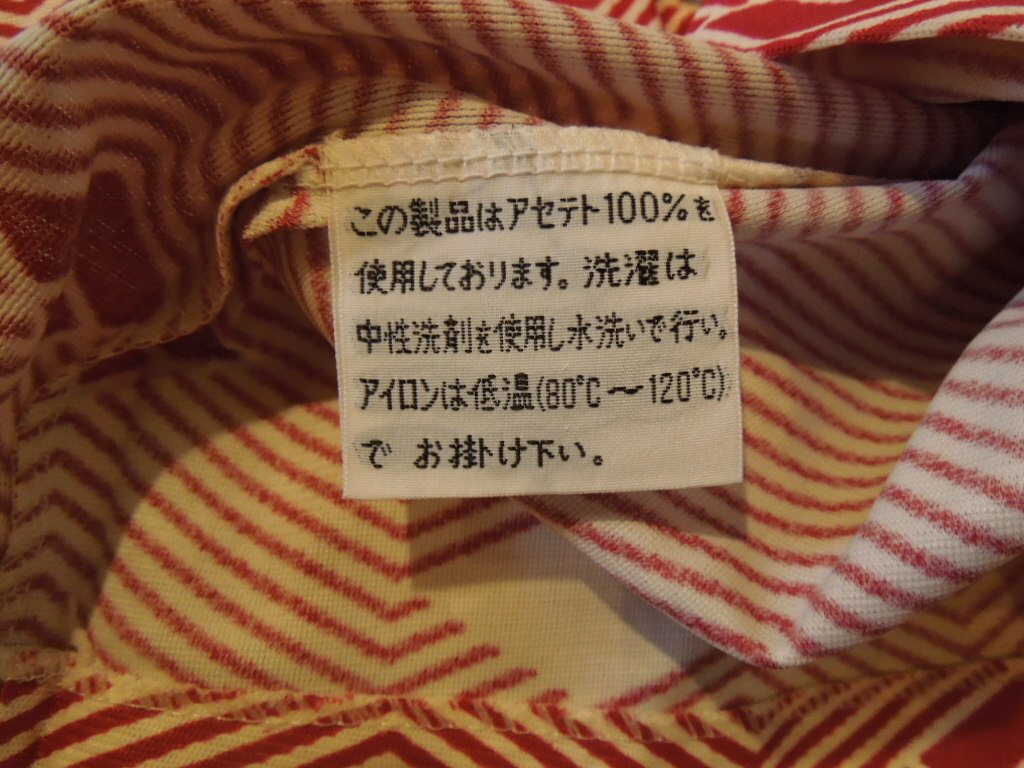 この製品はアセテト100%を
使用しております。洗濯は
中性洗剤を使用し水洗いで行い。
アイロンは低温(80℃～120℃)
で お掛け下い。